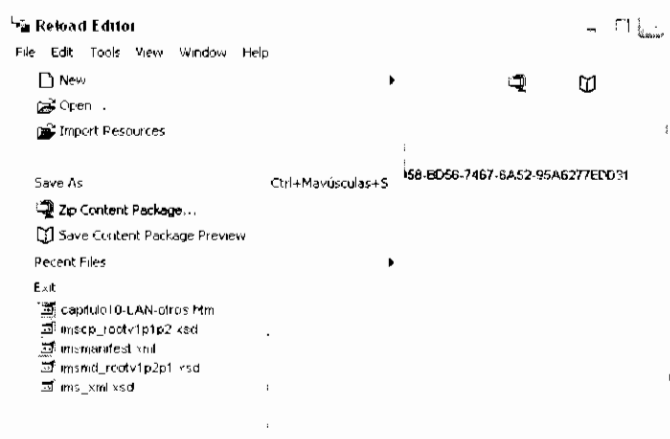 Reload Editor
File Edit Tools View Window Help
New
Open .
Import Resources
Save As Ctrl+Mayúsculas+S
58-BD56-7467-6A52-95A6277EDD31
Zip Content Package...
Save Content Package Preview
Recent Files
Exit
capitulo10-LAN-otros htm
imscp_rootv1p1p2 xsd
imsmanifest xml
imsmd_rootv1p2p1 xsd
ims_xml xsd